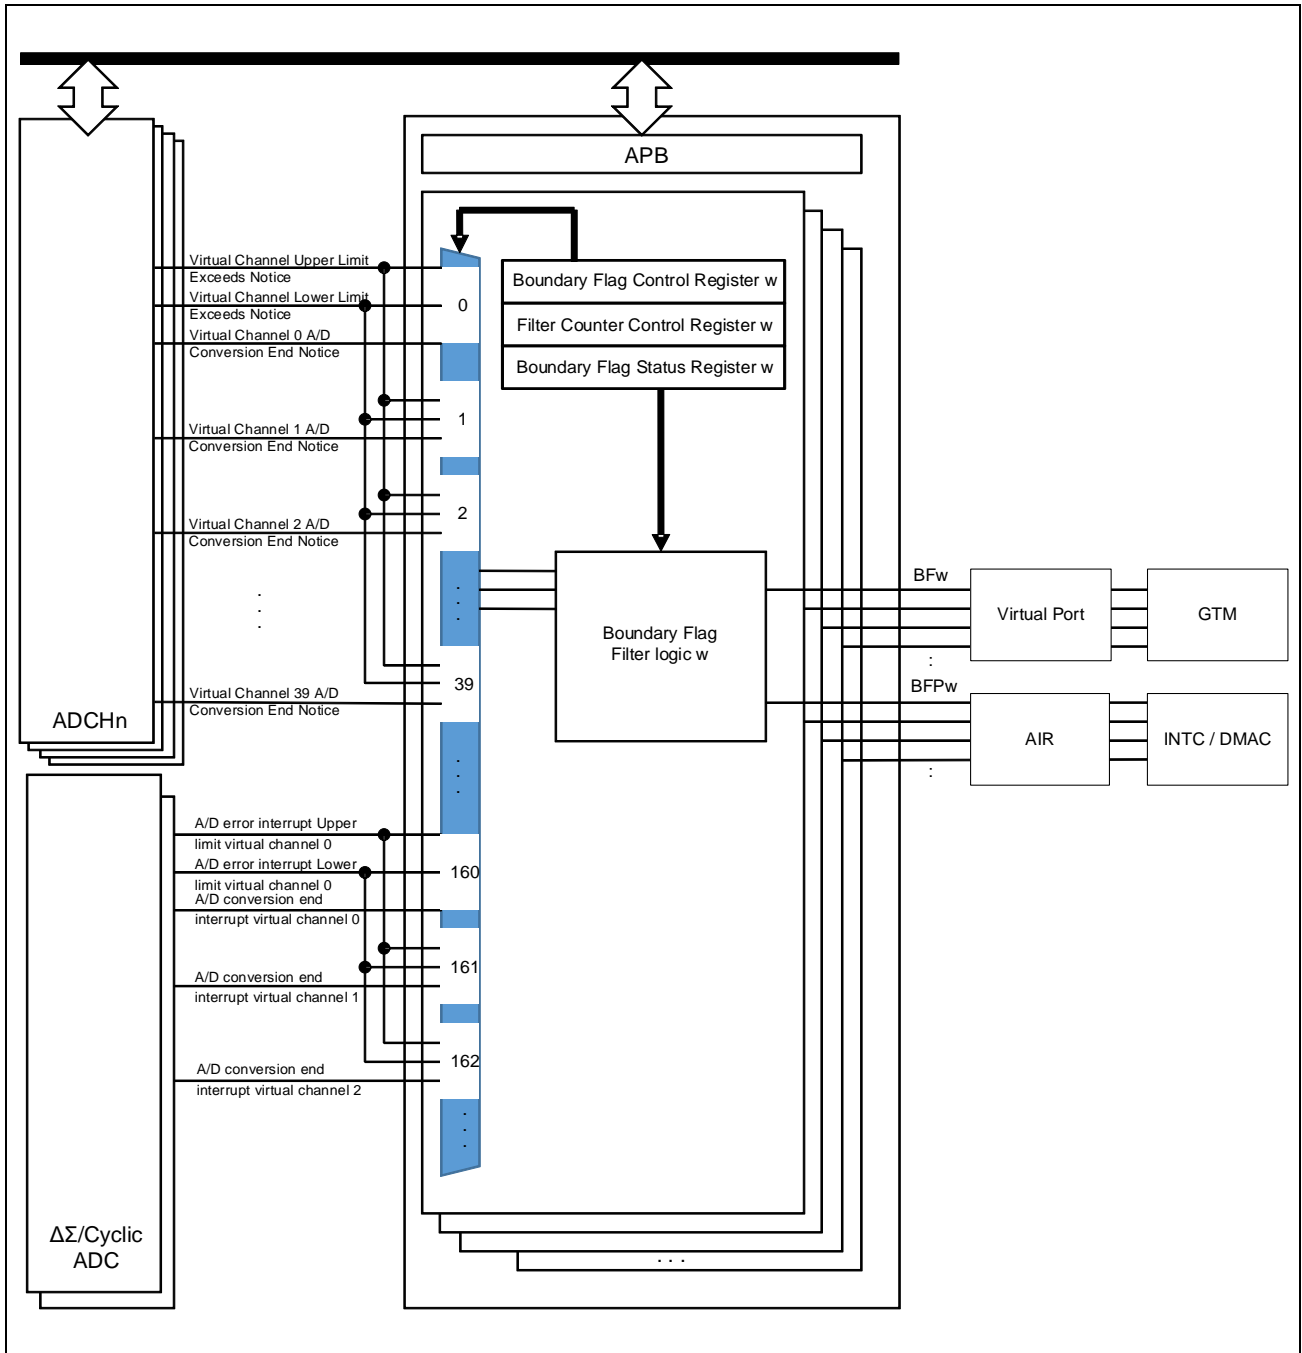 APB
Virtual Channel Upper Limit
Exceeds Notice
Virtual Channel Lower Limit
Exceeds Notice
Virtual Channel 0 A/D
Conversion End Notice
Virtual Channel 1 A/D
Conversion End Notice
Virtual Channel 2 A/D
Conversion End Notice
. . .
Virtual Channel 39 A/D
Conversion End Notice
ADCHn
0
1
2
. . .
39
. . .
160
161
162
. . .
Boundary Flag Control Register w
Filter Counter Control Register w
Boundary Flag Status Register w
Boundary Flag
Filter logic w
BFw
:
BFPw
:
Virtual Port
GTM
AIR
INTC / DMAC
A/D error interrupt Upper
limit virtual channel 0
A/D error interrupt Lower
limit virtual channel 0
A/D conversion end
interrupt virtual channel 0
A/D conversion end
interrupt virtual channel 1
A/D conversion end
interrupt virtual channel 2
ΔΣ/Cyclic
ADC
. . .